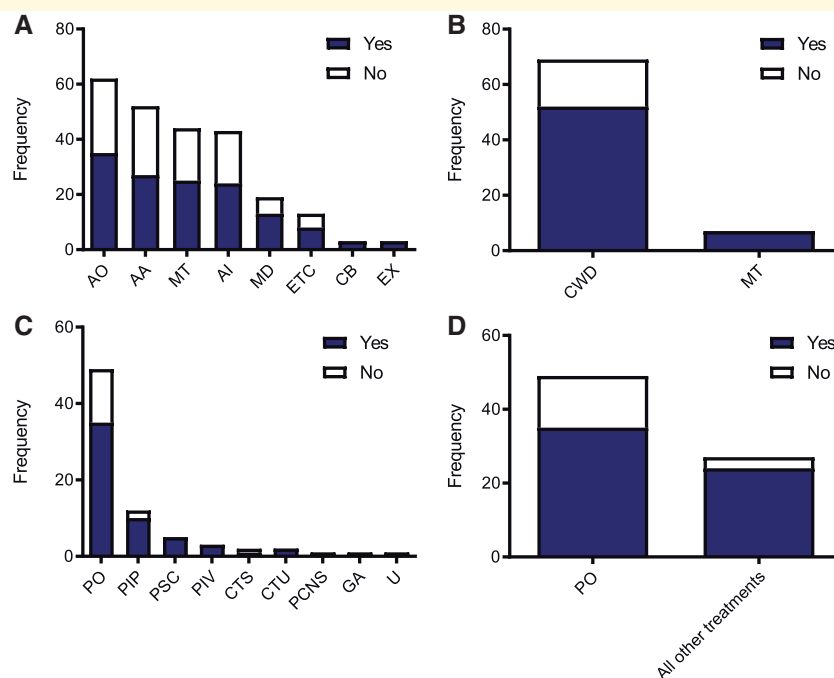 A
80
60
40
20
0
Frequency
Yes
No
AO
AA
MT
AI
MD
ETC
CB
EX
B
80
60
40
20
0
Frequency
Yes
No
CWD
MT
C
60
40
20
0
Frequency
Yes
No
PO
PIP
PSC
PIV
CTS
CTU
PCNS
GA
U
D
60
40
20
0
Frequency
Yes
No
PO
All other treatments